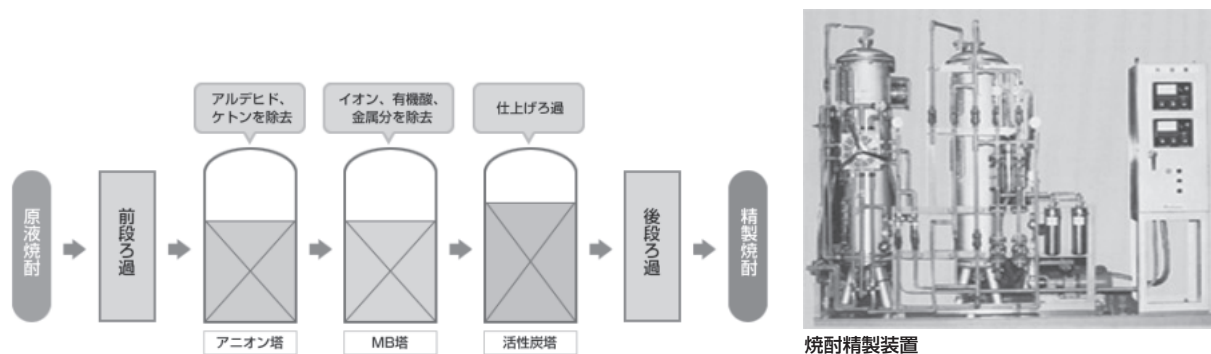 アルデヒド、
ケトンを除去
イオン、有機酸、
金属分を除去
仕上げろ過
原液焼酎
前段ろ過
アニオン塔
MB塔
活性炭塔
後段ろ過
精製焼酎
焼酎精製装置